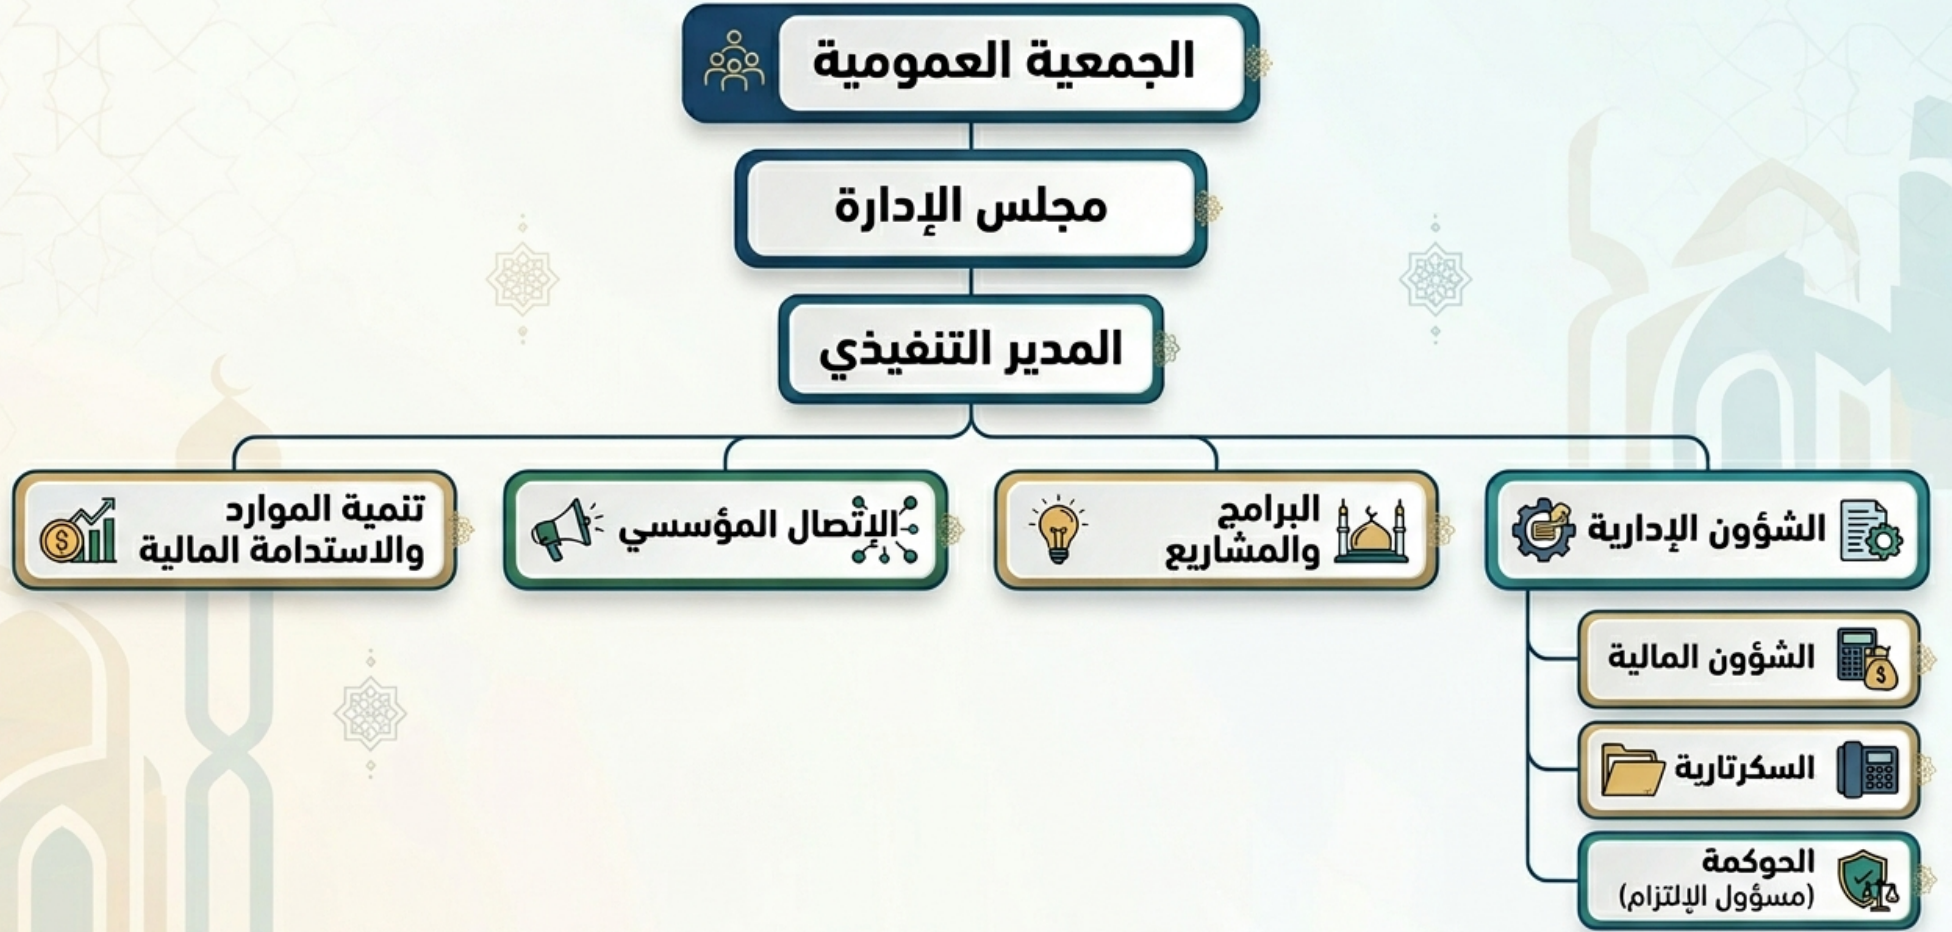 الجمعية العمومية
مجلس الإدارة
المدير التنفيذي
الشؤون الإدارية
البرامج
والمشاريع
الإتصال المؤسسي
تنمية الموارد
والاستدامة المالية
الشؤون المالية
السكرتارية
الحوكمة
(مسؤول الإلتزام)